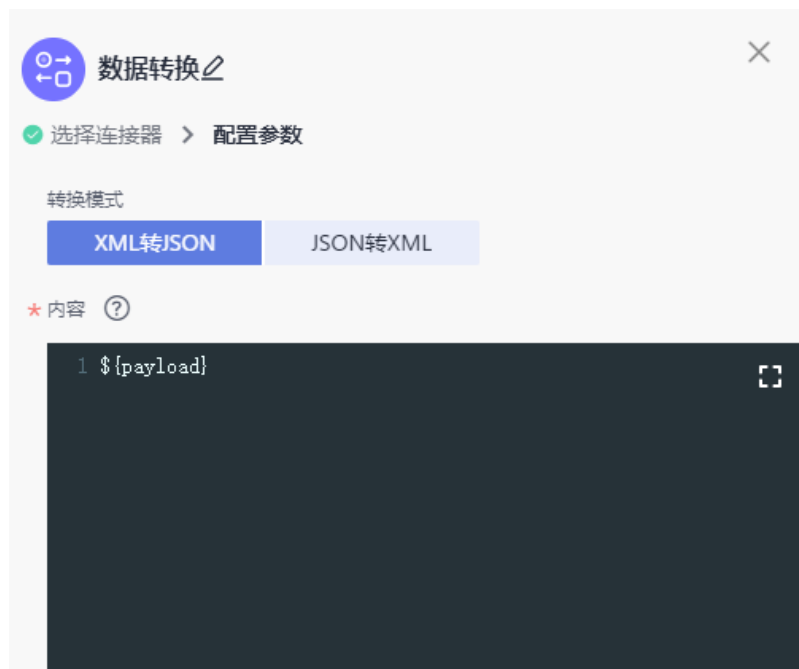 数据转换
选择连接器 > 配置参数
转换模式
XML转JSON JSON转XML
* 内容 ?
1 ${payload}